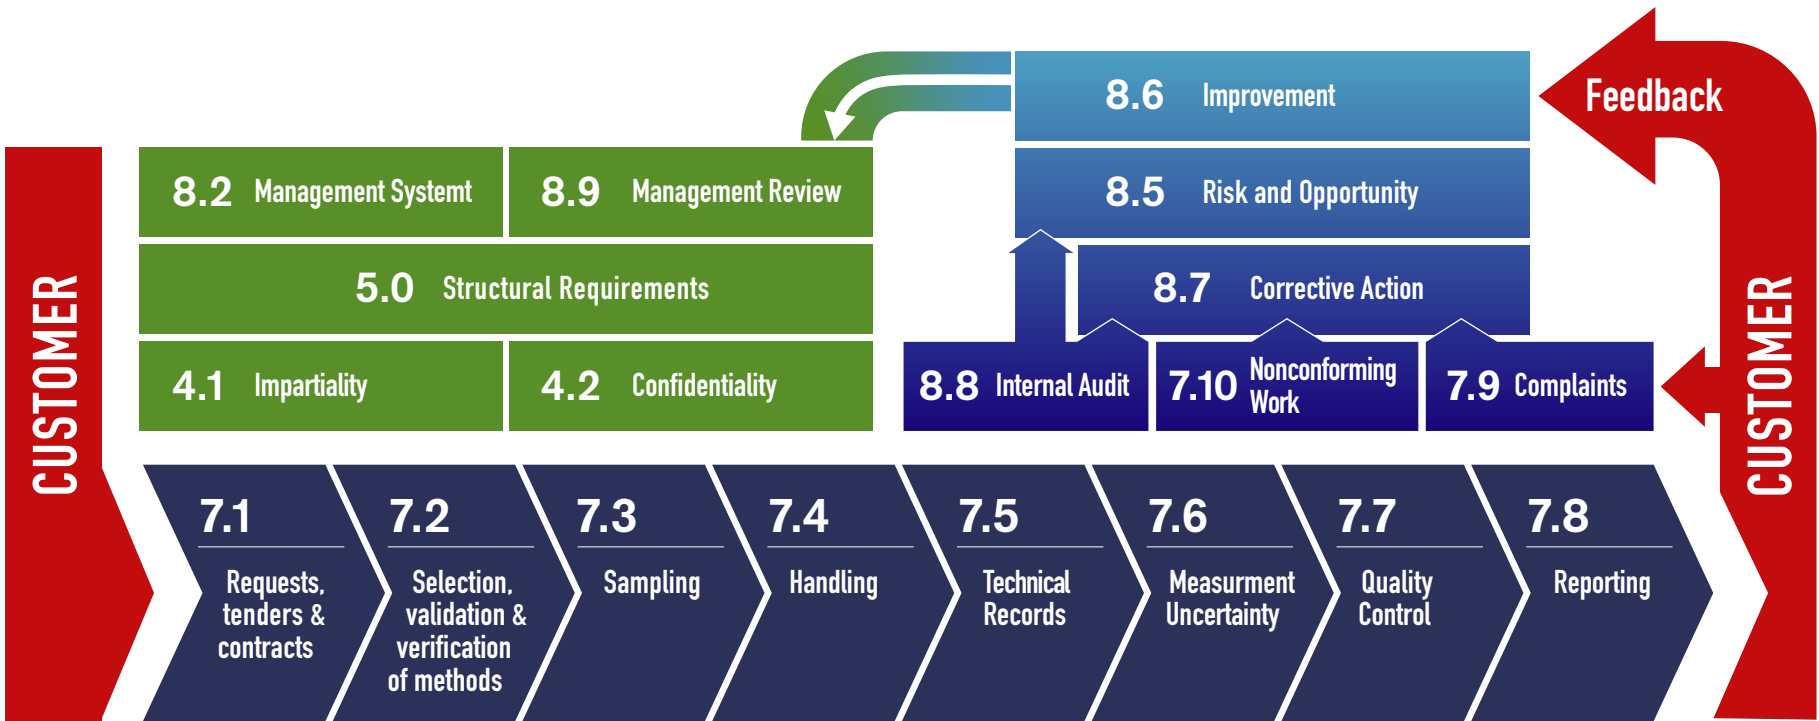 CUSTOMER
8.2 Management Systemt
8.9 Management Review
5.0 Structural Requirements
4.1 Impartiality
4.2 Confidentiality
8.6 Improvement
8.5 Risk and Opportunity
8.7 Corrective Action
8.8 Internal Audit
7.10 Nonconforming
Work
7.9 Complaints
Feedback
CUSTOMER
7.1
Requests,
tenders &
contracts
7.2
Selection,
validation &
verification
of methods
7.3
Sampling
7.4
Handling
7.5
Technical
Records
7.6
Measurment
Uncertainty
7.7
Quality
Control
7.8
Reporting